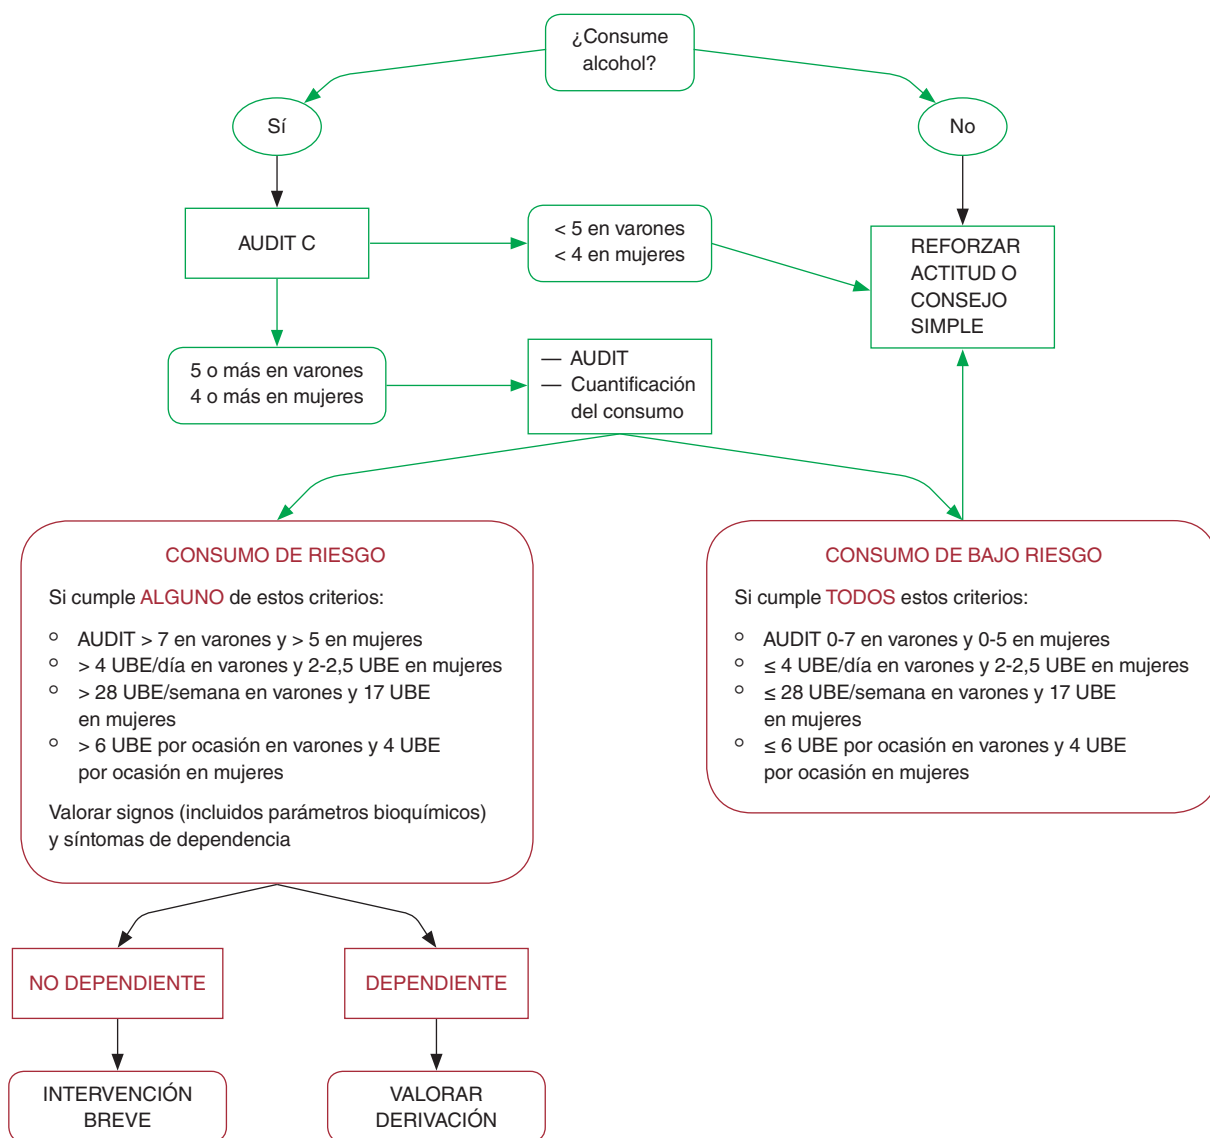 ¿Consume
alcohol?
Sí
No
AUDIT C
< 5 en varones
< 4 en mujeres
REFORZAR
ACTITUD O
CONSEJO
SIMPLE
5 o más en varones
4 o más en mujeres
— AUDIT
— Cuantificación
del consumo
CONSUMO DE RIESGO
Si cumple ALGUNO de estos criterios:
° AUDIT > 7 en varones y > 5 en mujeres
° > 4 UBE/día en varones y 2-2,5 UBE en mujeres
° > 28 UBE/semana en varones y 17 UBE
en mujeres
° > 6 UBE por ocasión en varones y 4 UBE
por ocasión en mujeres
Valorar signos (incluidos parámetros bioquímicos)
y síntomas de dependencia
CONSUMO DE BAJO RIESGO
Si cumple TODOS estos criterios:
° AUDIT 0-7 en varones y 0-5 en mujeres
° ≤ 4 UBE/día en varones y 2-2,5 UBE en mujeres
° ≤ 28 UBE/semana en varones y 17 UBE
en mujeres
° ≤ 6 UBE por ocasión en varones y 4 UBE
por ocasión en mujeres
NO DEPENDIENTE
DEPENDIENTE
INTERVENCIÓN
BREVE
VALORAR
DERIVACIÓN